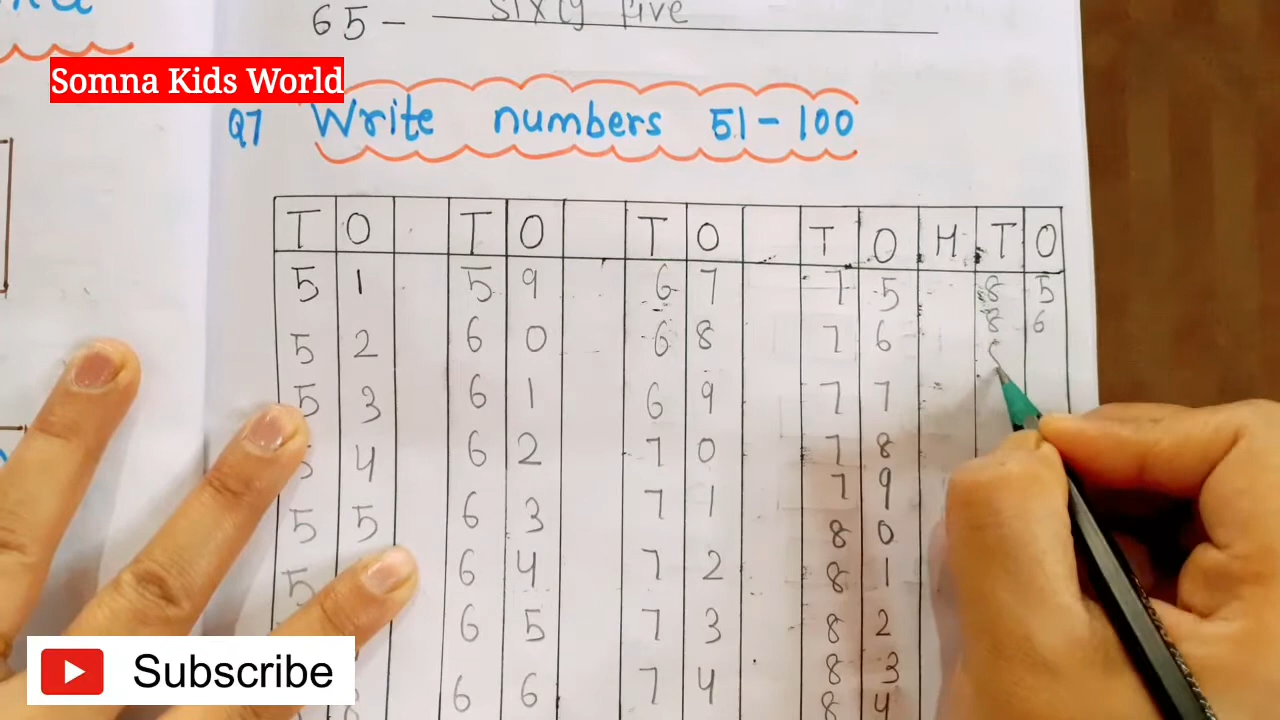 65 - sixty five
Somna Kids World
Q7 Write numbers 51-100
T O T O T O T O H T O
5 1 5 9 6 7 7 5 8 5
5 2 6 0 6 8 7 6 8 6
5 3 6 1 6 9 7 7
4 6 2 7 0 7 8
5 5 6 3 7 1 7 9
8 0
5 6 4 7 2 8 1
6 5 7 3 8 2
6 6 7 4 8 3
8 4
Subscribe